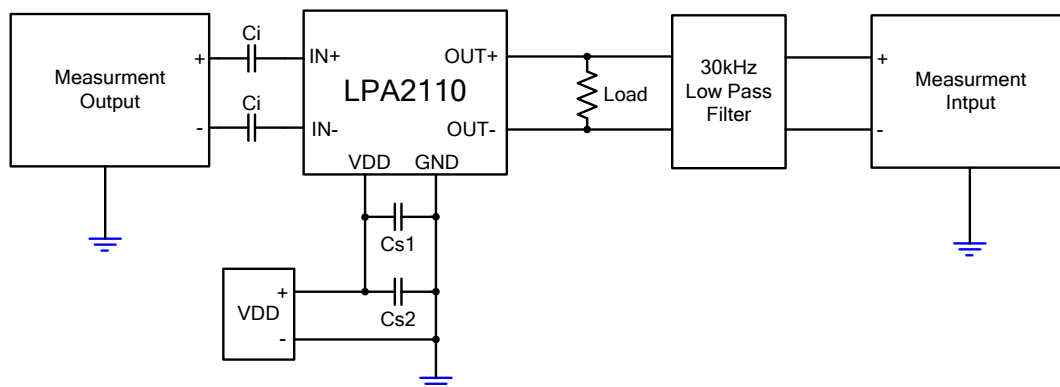 Measurment
Output
+
-
Ci
Ci
IN+
IN-
LPA2110
OUT+
OUT-
VDD
GND
Load
30kHz
Low Pass
Filter
+
-
Measurment
Intput
Cs1
Cs2
VDD
+
-